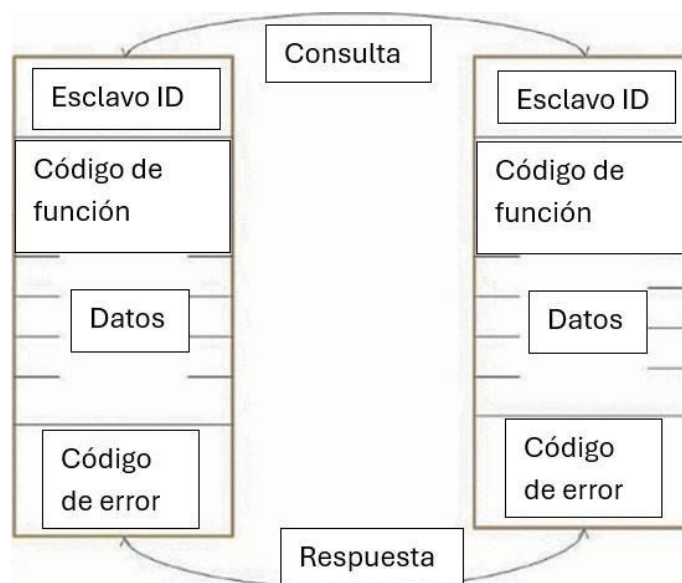 Consulta
Esclavo ID
Esclavo ID
Código de
función
Código de
función
Datos
Datos
Código
de error
Código
de error
Respuesta